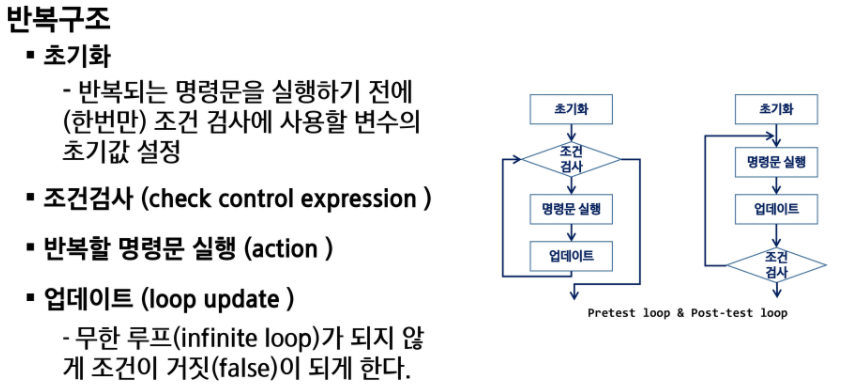 반복구조
▪ 초기화
- 반복되는 명령문을 실행하기 전에
(한번만) 조건 검사에 사용할 변수의
초기값 설정
▪ 조건검사 (check control expression )
▪ 반복할 명령문 실행 (action )
▪ 업데이트 (loop update )
- 무한 루프(infinite loop)가 되지 않
게 조건이 거짓(false)이 되게 한다.
초기화
조건
검사
명령문 실행
업데이트
초기화
명령문 실행
업데이트
조건
검사
Pretest loop & Post-test loop